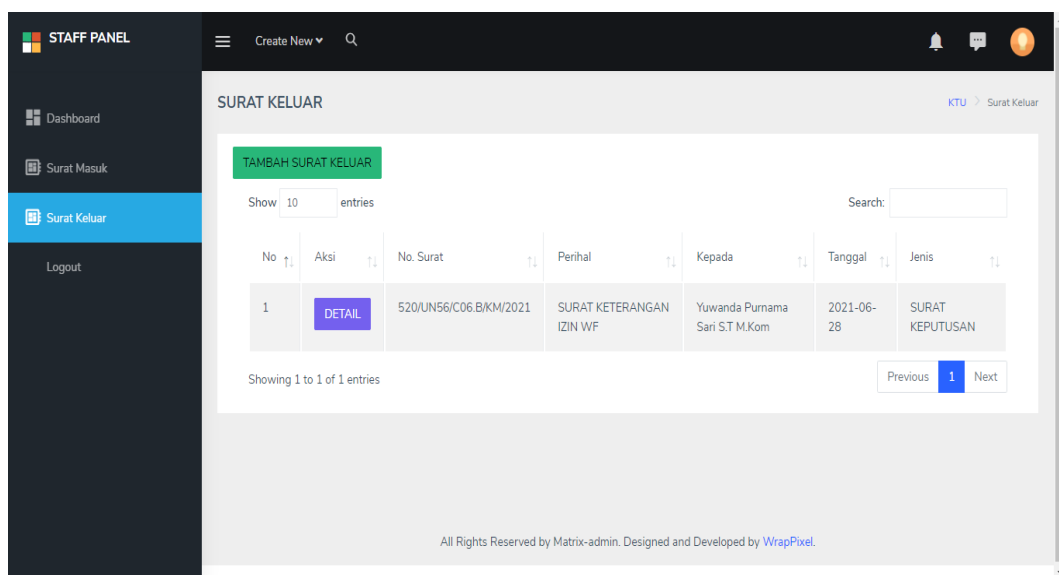 STAFF PANEL
Create New
Dashboard
Surat Masuk
Surat Keluar
Logout
SURAT KELUAR
KTU > Surat Keluar
TAMBAH SURAT KELUAR
Show 10 entries
Search:
No Aksi No. Surat Perihal Kepada Tanggal Jenis
1 DETAIL 520/UN56/C06.B/KM/2021 SURAT KETERANGAN Yuwanda Purnama 2021-06- SURAT
IZIN WF Sari S.T M.Kom 28 KEPUTUSAN
Showing 1 to 1 of 1 entries
Previous 1 Next
All Rights Reserved by Matrix-admin. Designed and Developed by WrapPixel.